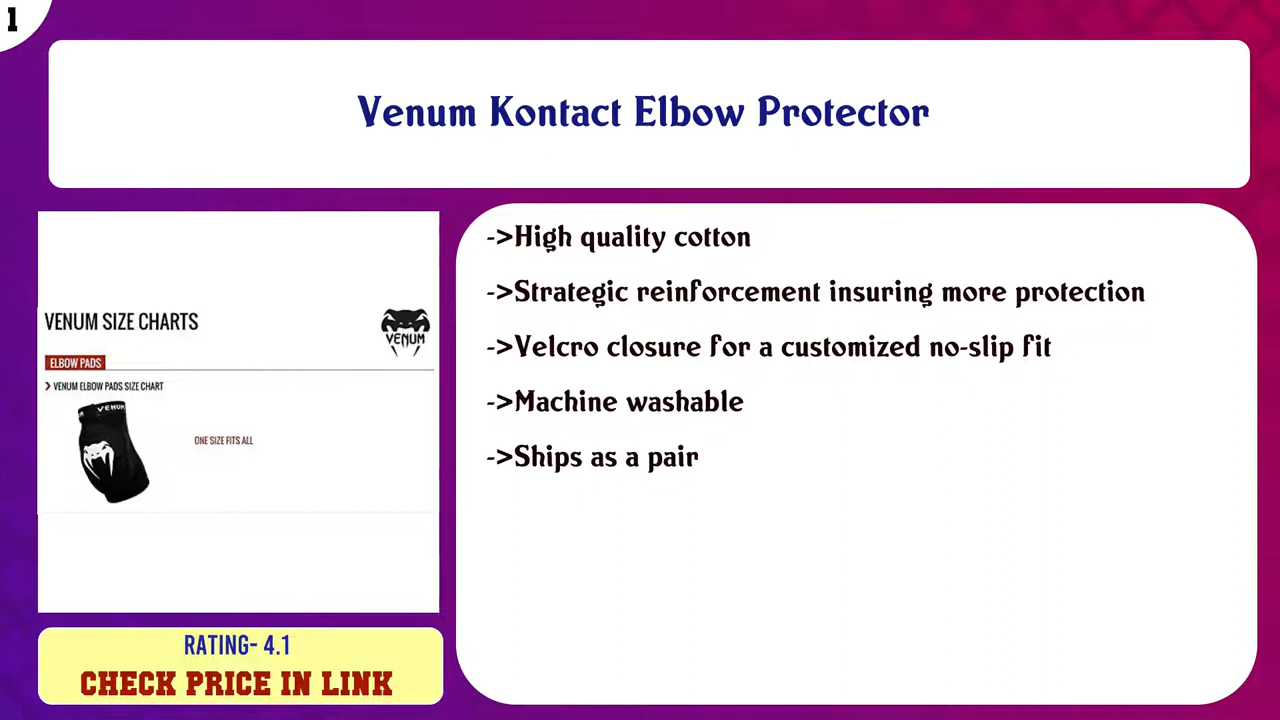 1
Venum Kontact Elbow Protector
->High quality cotton
->Strategic reinforcement insuring more protection
->Velcro closure for a customized no-slip fit
->Machine washable
->Ships as a pair
VENUM SIZE CHARTS
VENUM
ELBOW PADS
> VENUM ELBOW PADS SIZE CHART
VENUM
ONE SIZE FITS ALL
RATING- 4.1
CHECK PRICE IN LINK